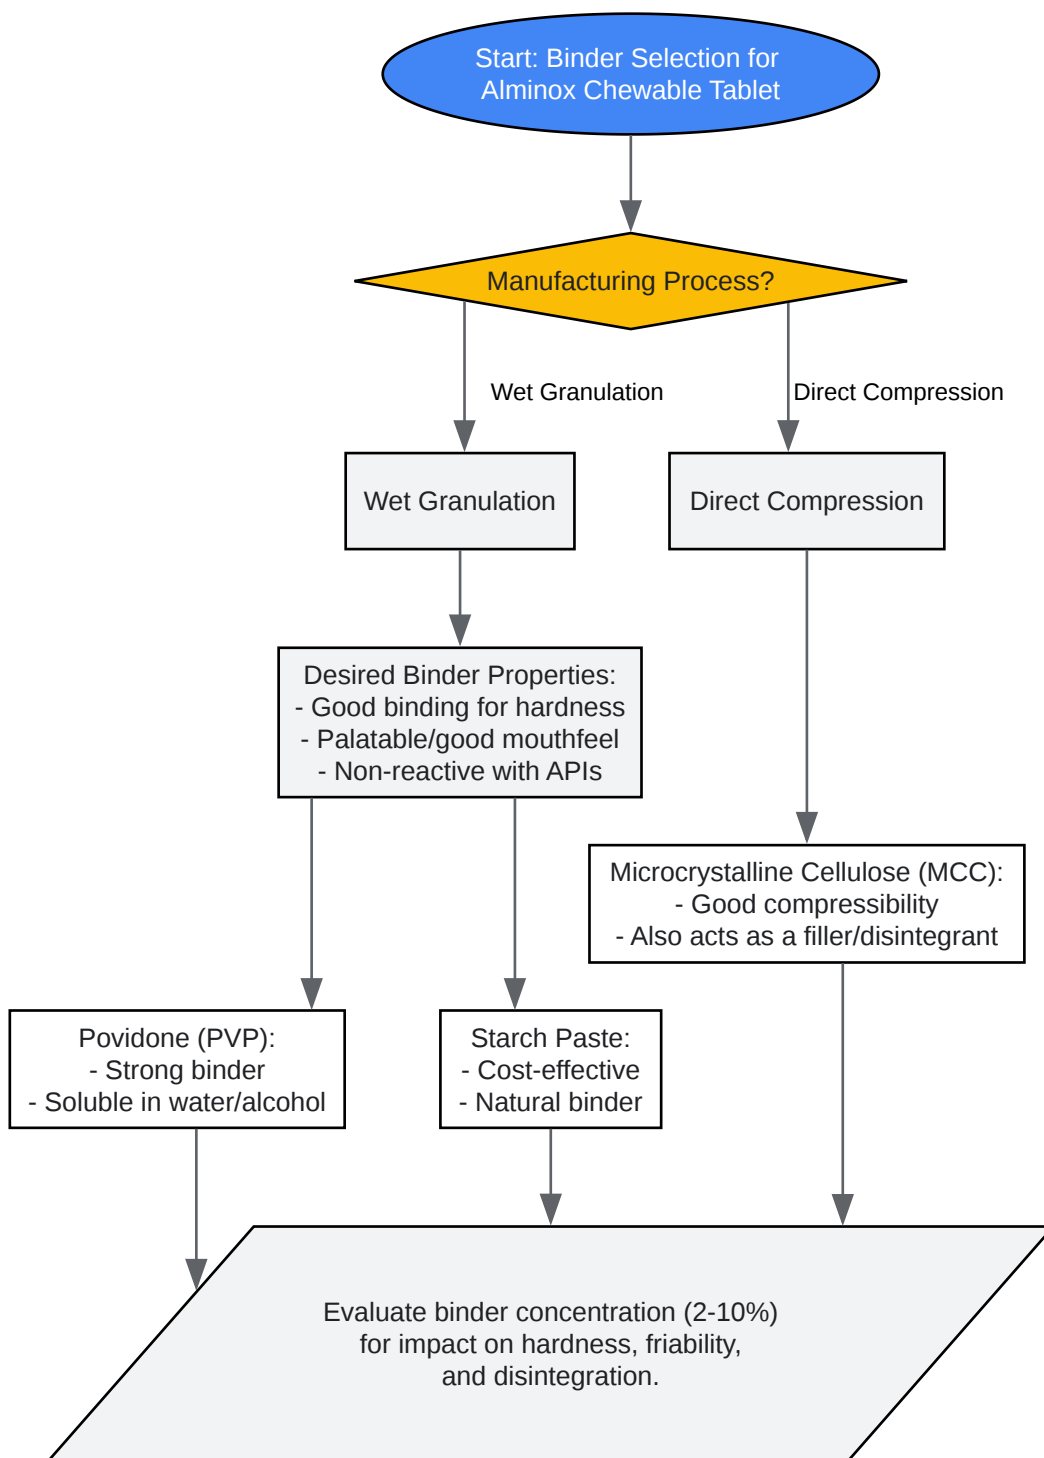 Start: Binder Selection for
Alminox Chewable Tablet
Manufacturing Process?
Wet Granulation
Direct Compression
Wet Granulation
Direct Compression
Desired Binder Properties:
- Good binding for hardness
- Palatable/good mouthfeel
- Non-reactive with APIs
Microcrystalline Cellulose (MCC):
- Good compressibility
- Also acts as a filler/disintegrant
Povidone (PVP):
- Strong binder
- Soluble in water/alcohol
Starch Paste:
- Cost-effective
- Natural binder
Evaluate binder concentration (2-10%)
for impact on hardness, friability,
and disintegration.